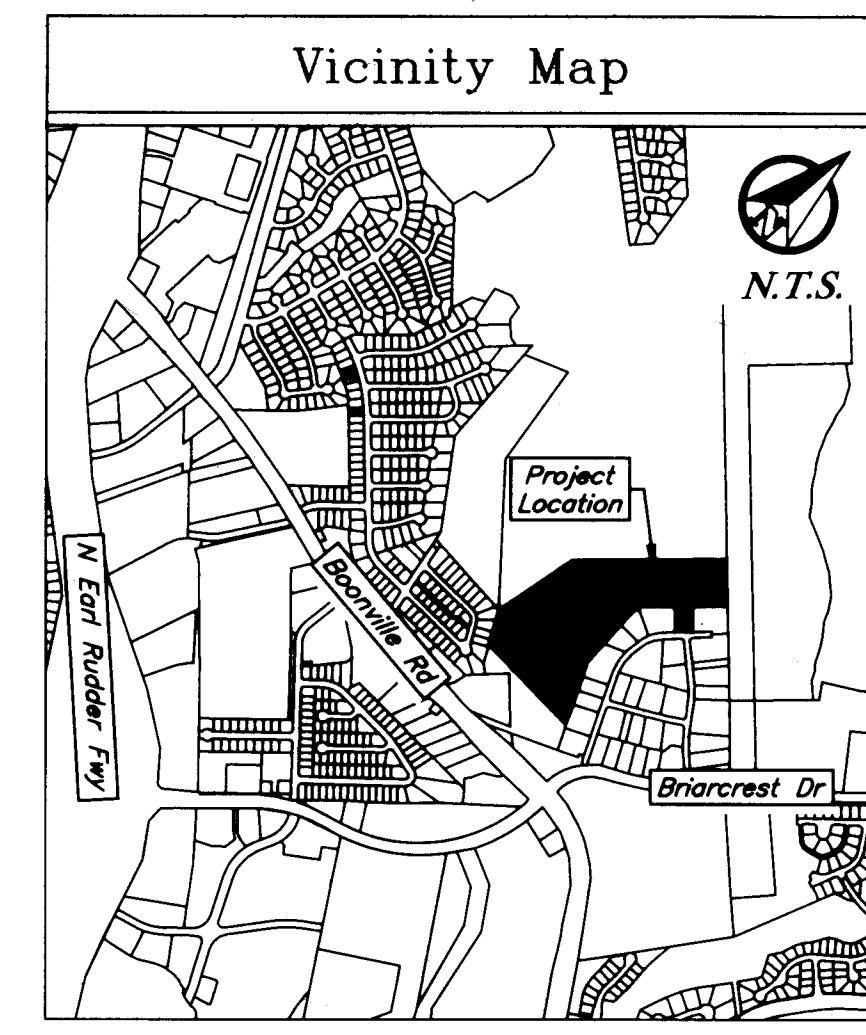 Vicinity Map
N.T.S.
Project
Location
Boonville Rd
N Earl Rudder Fwy
Briarcrest Dr